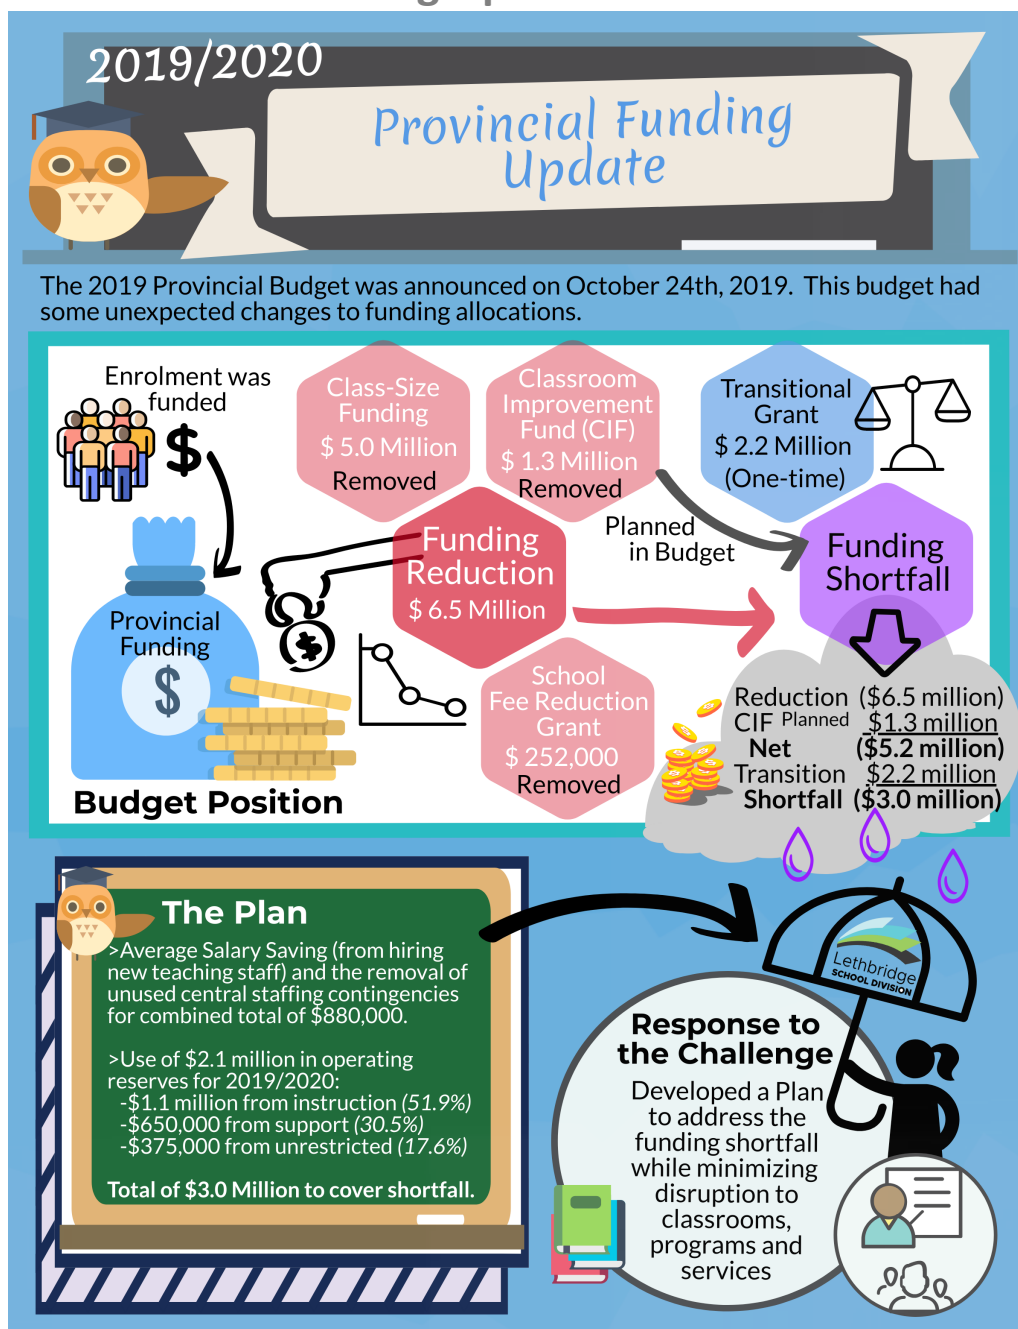 2019/2020
Provincial Funding
Update
The 2019 Provincial Budget was announced on October 24th, 2019. This budget had
some unexpected changes to funding allocations.
Enrolment was
funded
$
Class-Size
Funding
$ 5.0 Million
Removed
Classroom
Improvement
Fund (CIF)
$ 1.3 Million
Removed
Transitional
Grant
$ 2.2 Million
(One-time)
Planned
in Budget
Funding
Reduction
$ 6.5 Million
Funding
Shortfall
Provincial
Funding
$
$
School
Fee Reduction
Grant
$ 252,000
Removed
Reduction ($6.5 million)
CIF Planned $1.3 million
Net ($5.2 million)
Transition $2.2 million
Shortfall ($3.0 million)
Budget Position
The Plan
>Average Salary Saving (from hiring
new teaching staff) and the removal of
unused central staffing contingencies
for combined total of $880,000.
>Use of $2.1 million in operating
reserves for 2019/2020:
-$1.1 million from instruction (51.9%)
-$650,000 from support (30.5%)
-$375,000 from unrestricted (17.6%)
Total of $3.0 Million to cover shortfall.
Lethbridge
SCHOOL DIVISION
Response to
the Challenge
Developed a Plan
to address the
funding shortfall
while minimizing
disruption to
classrooms,
programs and
services